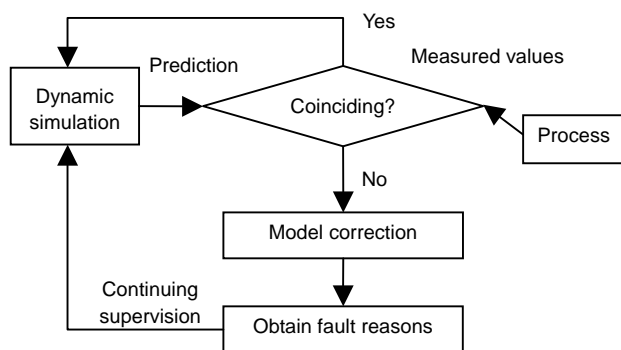 Yes
Measured values
Prediction
Dynamic
simulation
Coinciding?
Process
No
Model correction
Continuing
supervision
Obtain fault reasons